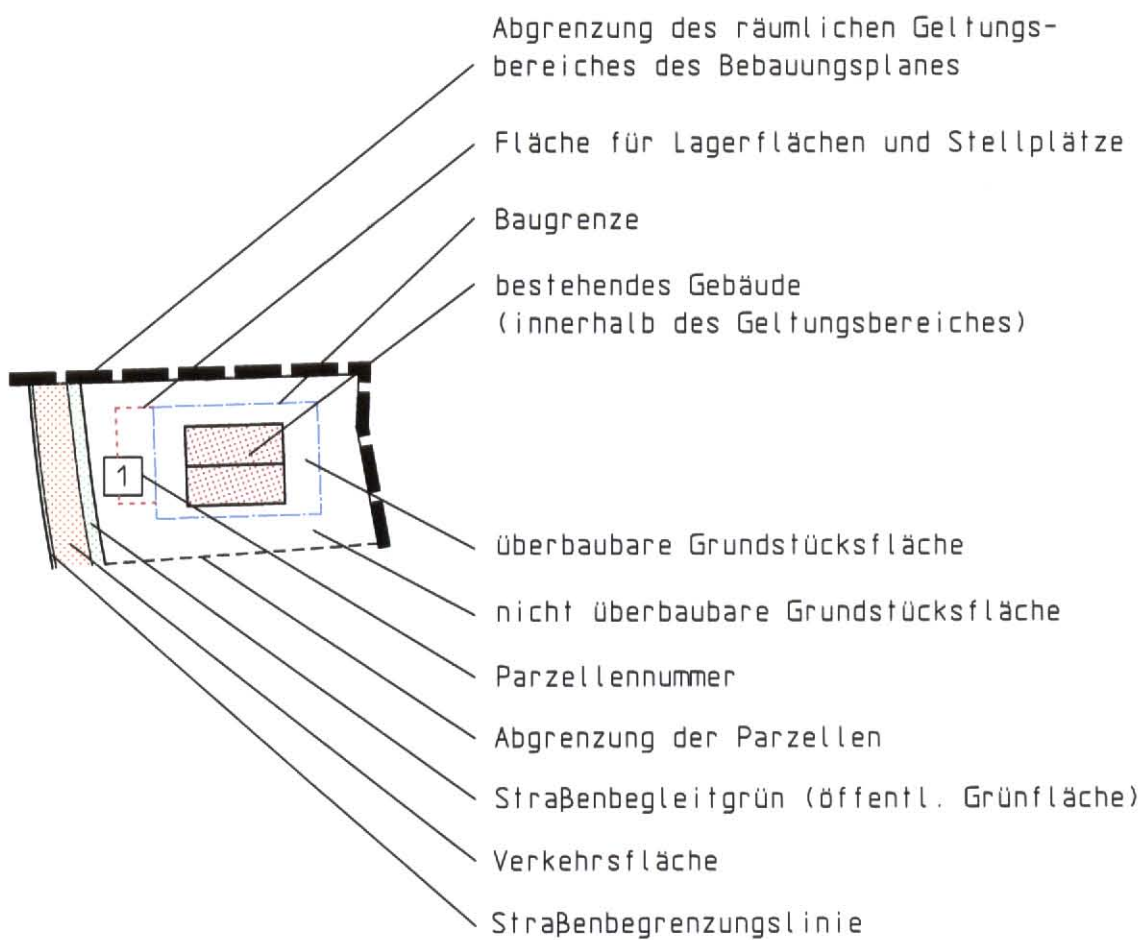 Abgrenzung des räumlichen Geltungs-
bereiches des Bebauungsplanes
Fläche für Lagerflächen und Stellplätze
Baugrenze
bestehendes Gebäude
(innerhalb des Geltungsbereiches)
1
überbaubare Grundstücksfläche
nicht überbaubare Grundstücksfläche
Parzellennummer
Abgrenzung der Parzellen
Straßenbegleitgrün (öffentl. Grünfläche)
Verkehrsfläche
Straßenbegrenzungslinie